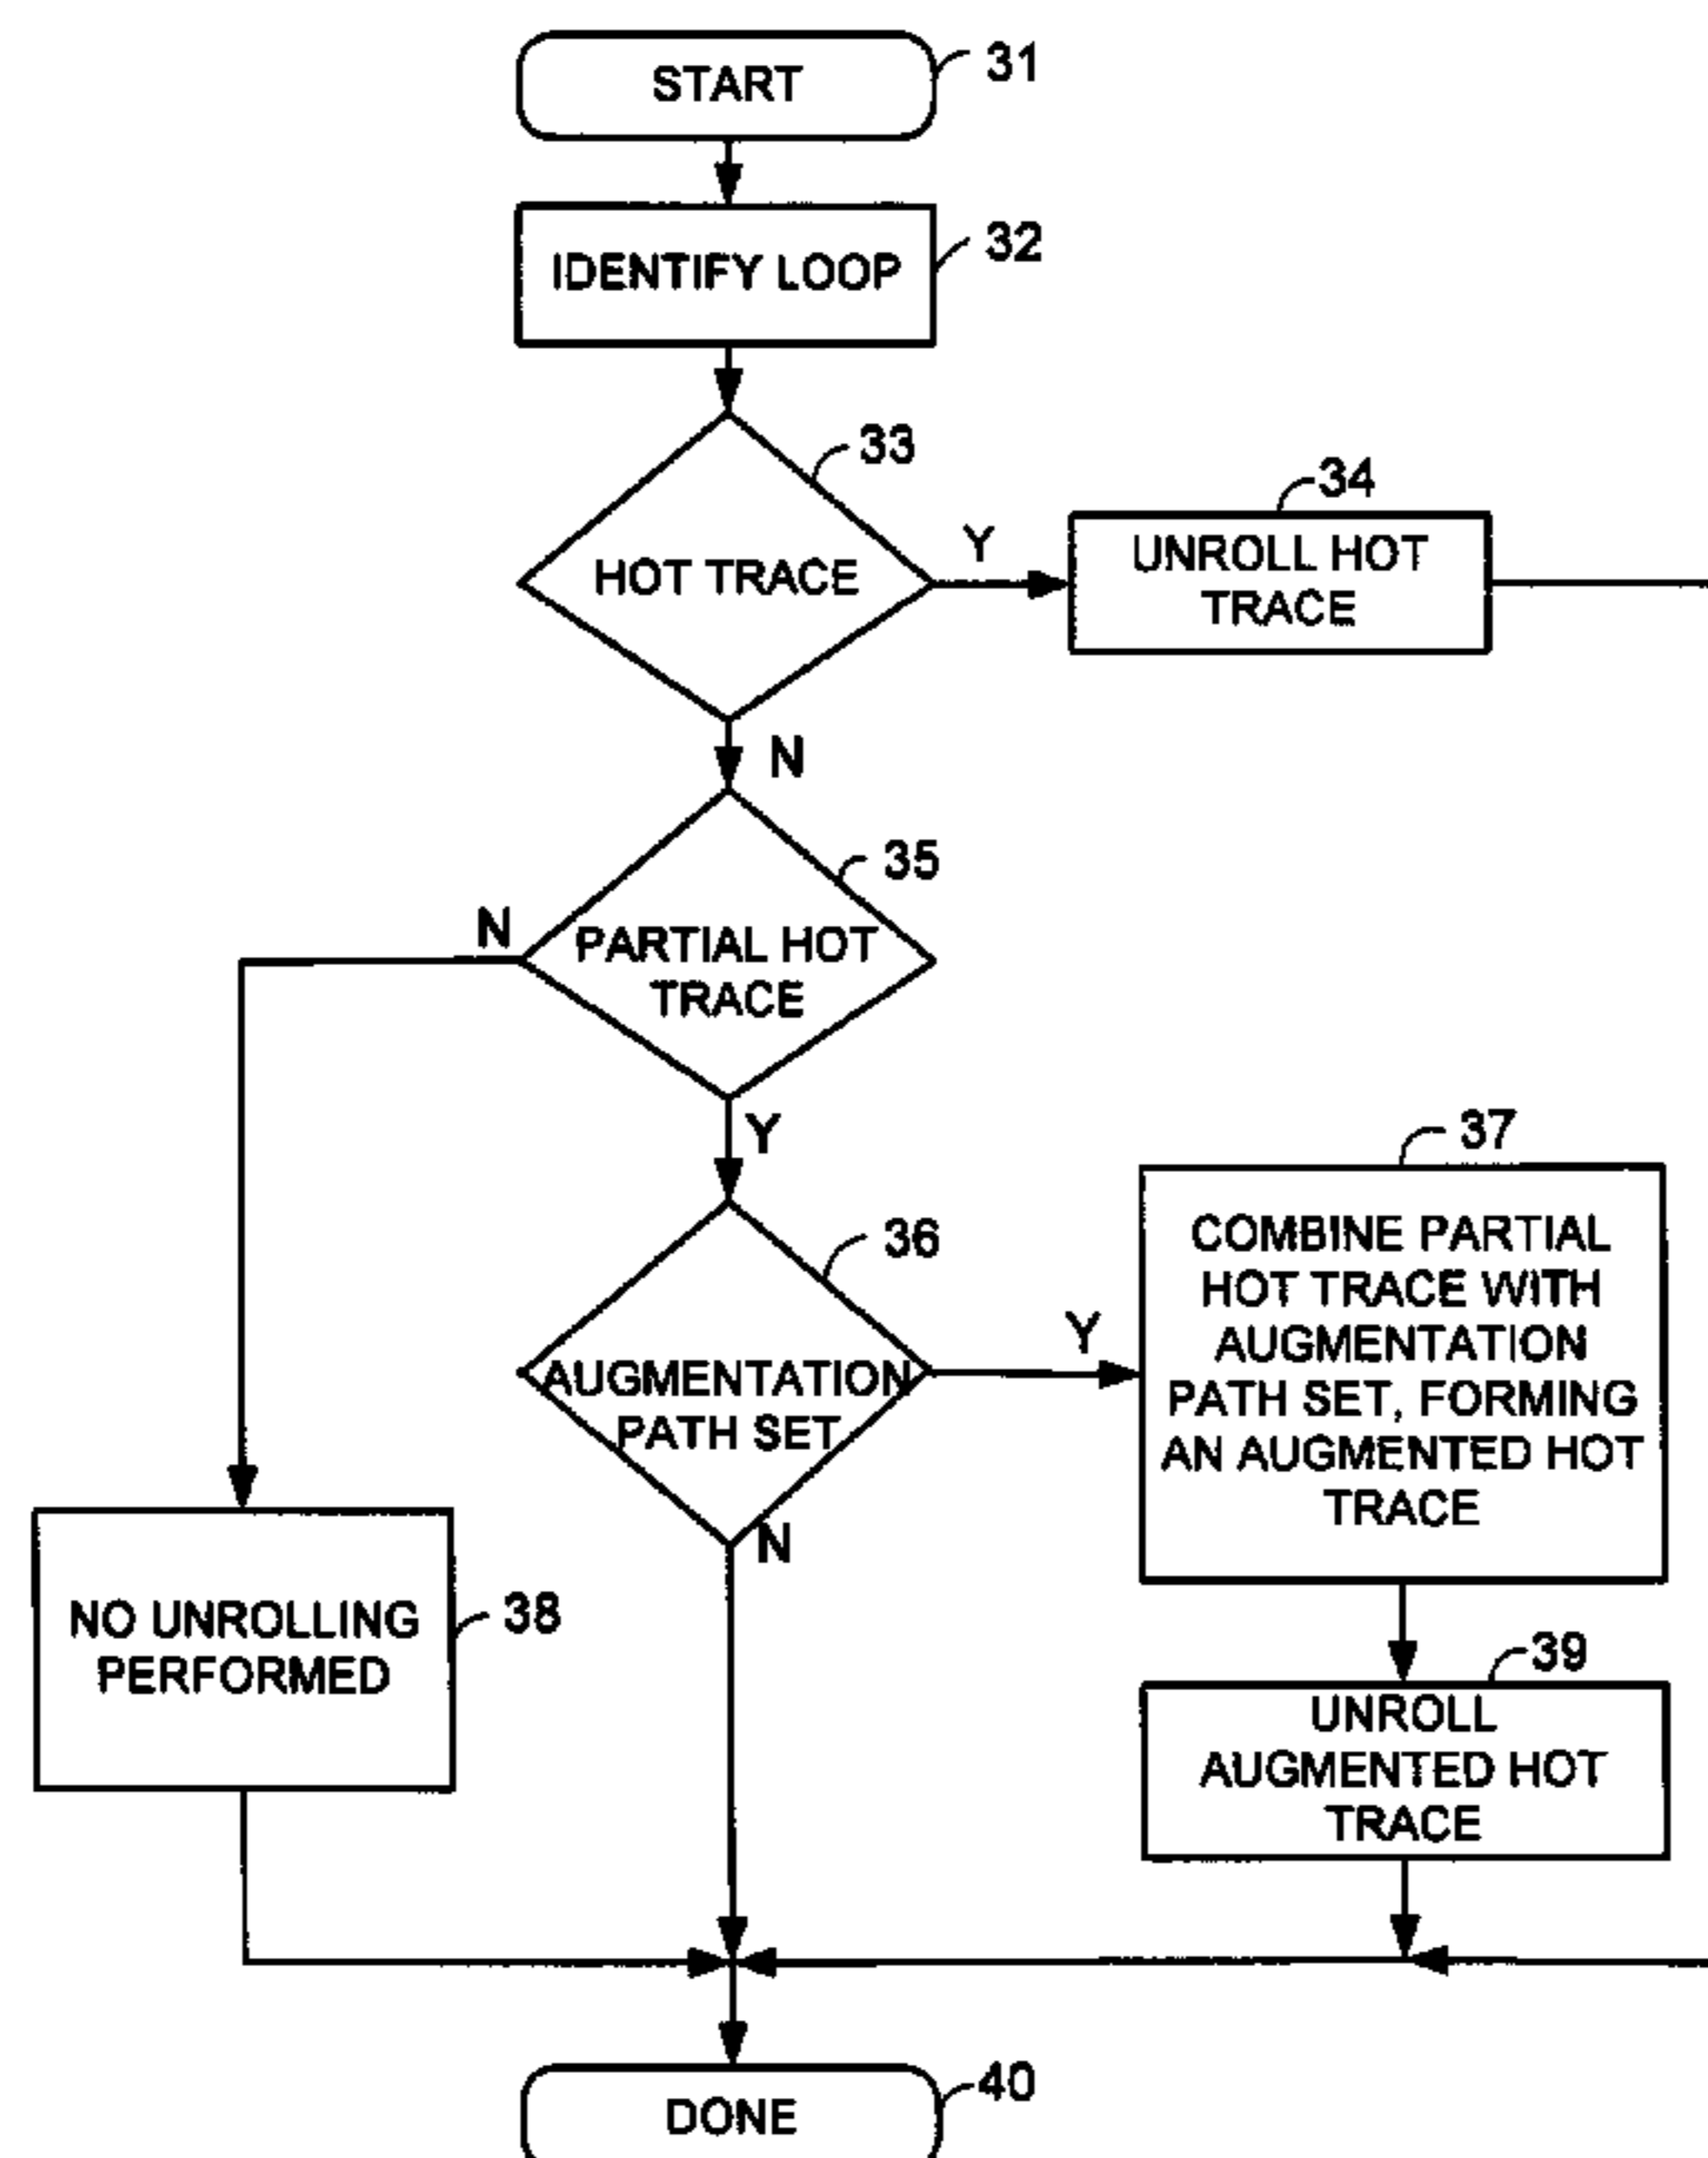 START
31
IDENTIFY LOOP
32
33
HOT TRACE
Y
34
UNROLL HOT
TRACE
N
35
N
PARTIAL HOT
TRACE
Y
36
AUGMENTATION
PATH SET
Y
37
COMBINE PARTIAL
HOT TRACE WITH
AUGMENTATION
PATH SET, FORMING
AN AUGMENTED HOT
TRACE
N
NO UNROLLING
PERFORMED
38
39
UNROLL
AUGMENTED HOT
TRACE
DONE
40